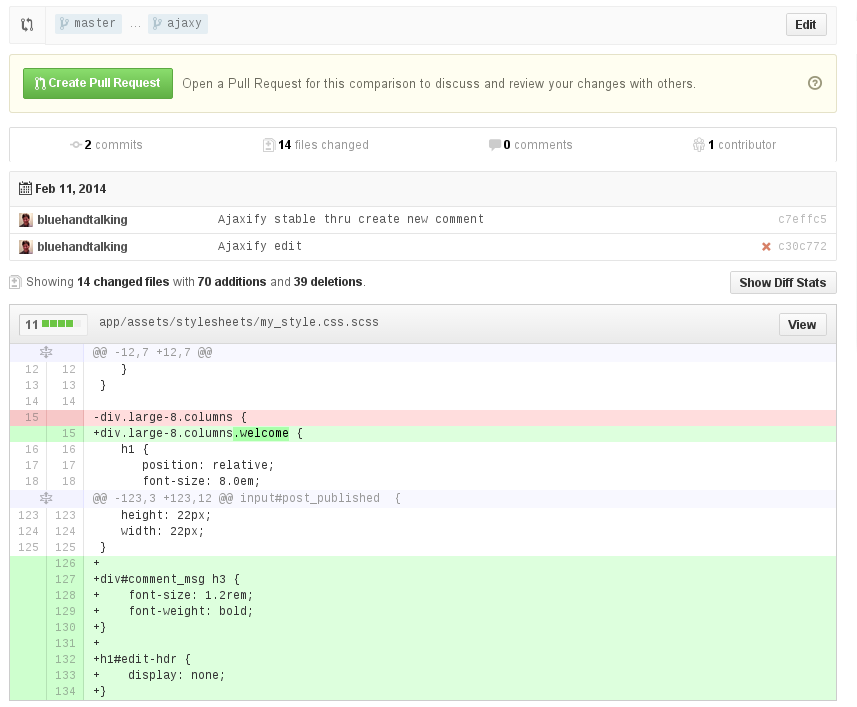 master ... ajaxy Edit
Create Pull Request Open a Pull Request for this comparison to discuss and review your changes with others.
2 commits 14 files changed 0 comments 1 contributor
Feb 11, 2014
bluehandtalking Ajaxify stable thru create new comment c7effc5
bluehandtalking Ajaxify edit c30c772
Showing 14 changed files with 70 additions and 39 deletions. Show Diff Stats
11 app/assets/stylesheets/my_style.css.scss View
@@ -12,7 +12,7 @@
12 12 }
13 13 }
14 14
15 -div.large-8.columns {
15 +div.large-8.columns.welcome {
16 16 h1 {
17 17 position: relative;
18 18 font-size: 8.0em;
@@ -123,3 +123,12 @@ input#post_published {
123 123 height: 22px;
124 124 width: 22px;
125 125 }
126 +
127 +div#comment_msg h3 {
128 + font-size: 1.2rem;
129 + font-weight: bold;
130 +}
131 +
132 +h1#edit-hdr {
133 + display: none;
134 +}